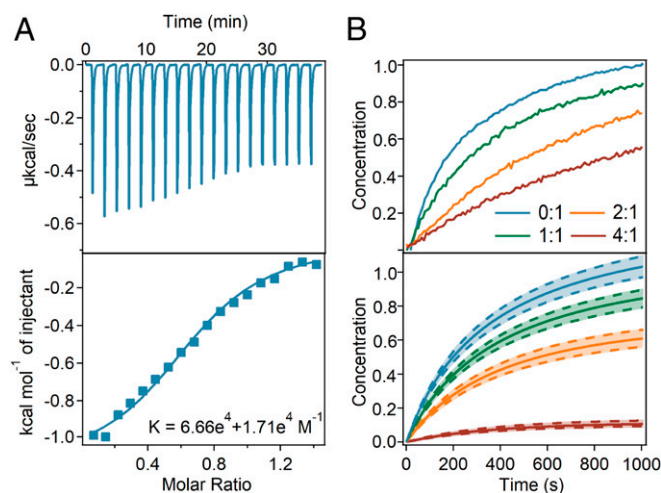 A
Time (min)
0 10 20 30
0.0
-0.2
-0.4
-0.6
µkcal/sec
0.0
-0.2
-0.4
-0.6
-0.8
-1.0
kcal mol⁻¹ of injectant
K = 6.66e⁴+1.71e⁴ M⁻¹
0.4 0.8 1.2
Molar Ratio
B
1.0
0.8
0.6
0.4
0.2
Concentration
0:1 2:1
1:1 4:1
1.0
0.8
0.6
0.4
0.2
0.0
Concentration
0 200 400 600 800 1000
Time (s)